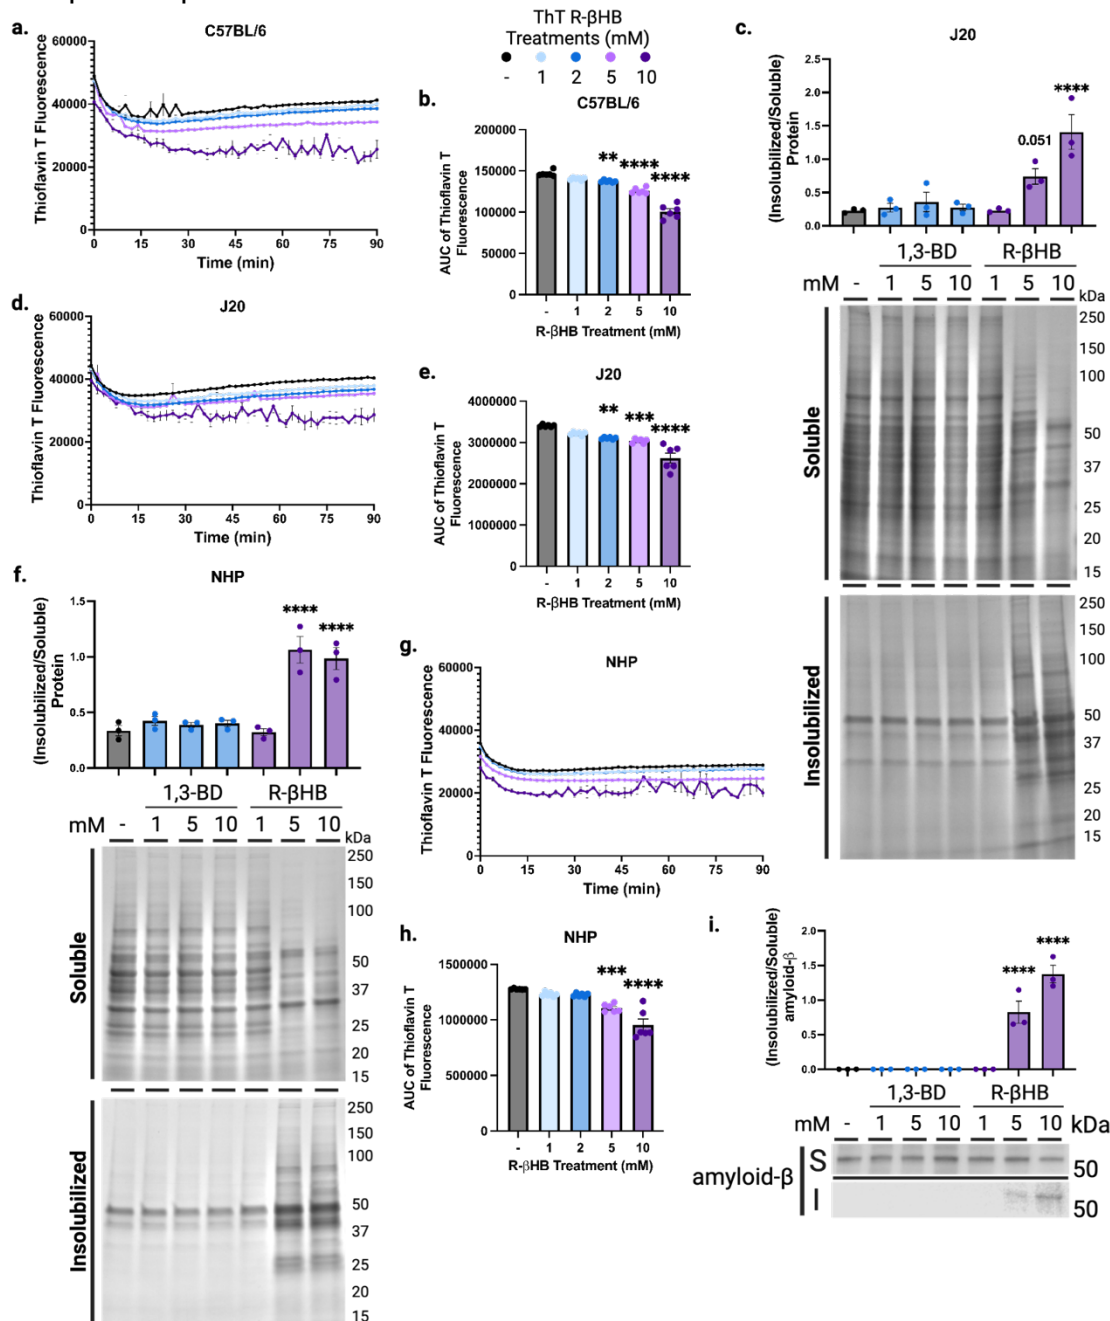 a.
C57BL/6
Thioflavin T Fluorescence
60000
40000
20000
0
0 15 30 45 60 75 90
Time (min)
ThT R-βHB
Treatments (mM)
- 1 2 5 10
b.
C57BL/6
AUC of Thioflavin T
Fluorescence
200000
150000
100000
50000
0
** **** ****
- 1 2 5 10
R-βHB Treatment (mM)
c.
J20
(Insolubilized/Soluble)
Protein
2.5
2.0
1.5
1.0
0.5
0.0
0.051
****
1,3-BD R-βHB
mM - 1 5 10 1 5 10
kDa
Soluble
250
150
100
50
37
25
20
15
Insolubilized
250
150
100
50
37
25
20
15
d.
J20
Thioflavin T Fluorescence
60000
40000
20000
0
0 15 30 45 60 75 90
Time (min)
e.
J20
AUC of Thioflavin T
Fluorescence
4000000
3000000
2000000
1000000
0
** *** ****
- 1 2 5 10
R-βHB Treatment (mM)
f.
NHP
(Insolubilized/Soluble)
Protein
1.5
1.0
0.5
0.0
**** ****
1,3-BD R-βHB
mM - 1 5 10 1 5 10
kDa
Soluble
250
150
100
50
37
25
20
15
Insolubilized
250
150
100
50
37
25
20
15
g.
NHP
Thioflavin T Fluorescence
60000
40000
20000
0
0 15 30 45 60 75 90
Time (min)
h.
NHP
AUC of Thioflavin T
Fluorescence
1500000
1000000
500000
0
*** ****
- 1 2 5 10
R-βHB Treatment (mM)
i.
(Insolubilized/Soluble)
amyloid-β
2.0
1.5
1.0
0.5
0.0
**** ****
1,3-BD R-βHB
mM - 1 5 10 1 5 10 kDa
amyloid-β
S 50
I 50